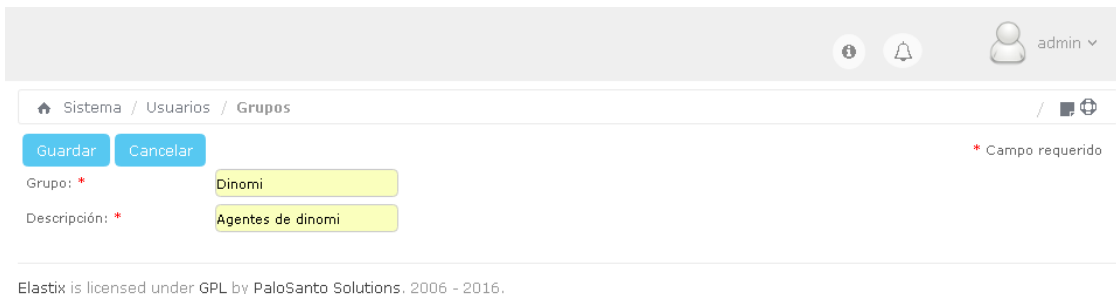 admin
Sistema / Usuarios / Grupos /
Guardar Cancelar * Campo requerido
Grupo: * Dinomi
Descripción: * Agentes de dinomi
Elastix is licensed under GPL by PaloSanto Solutions. 2006 - 2016.